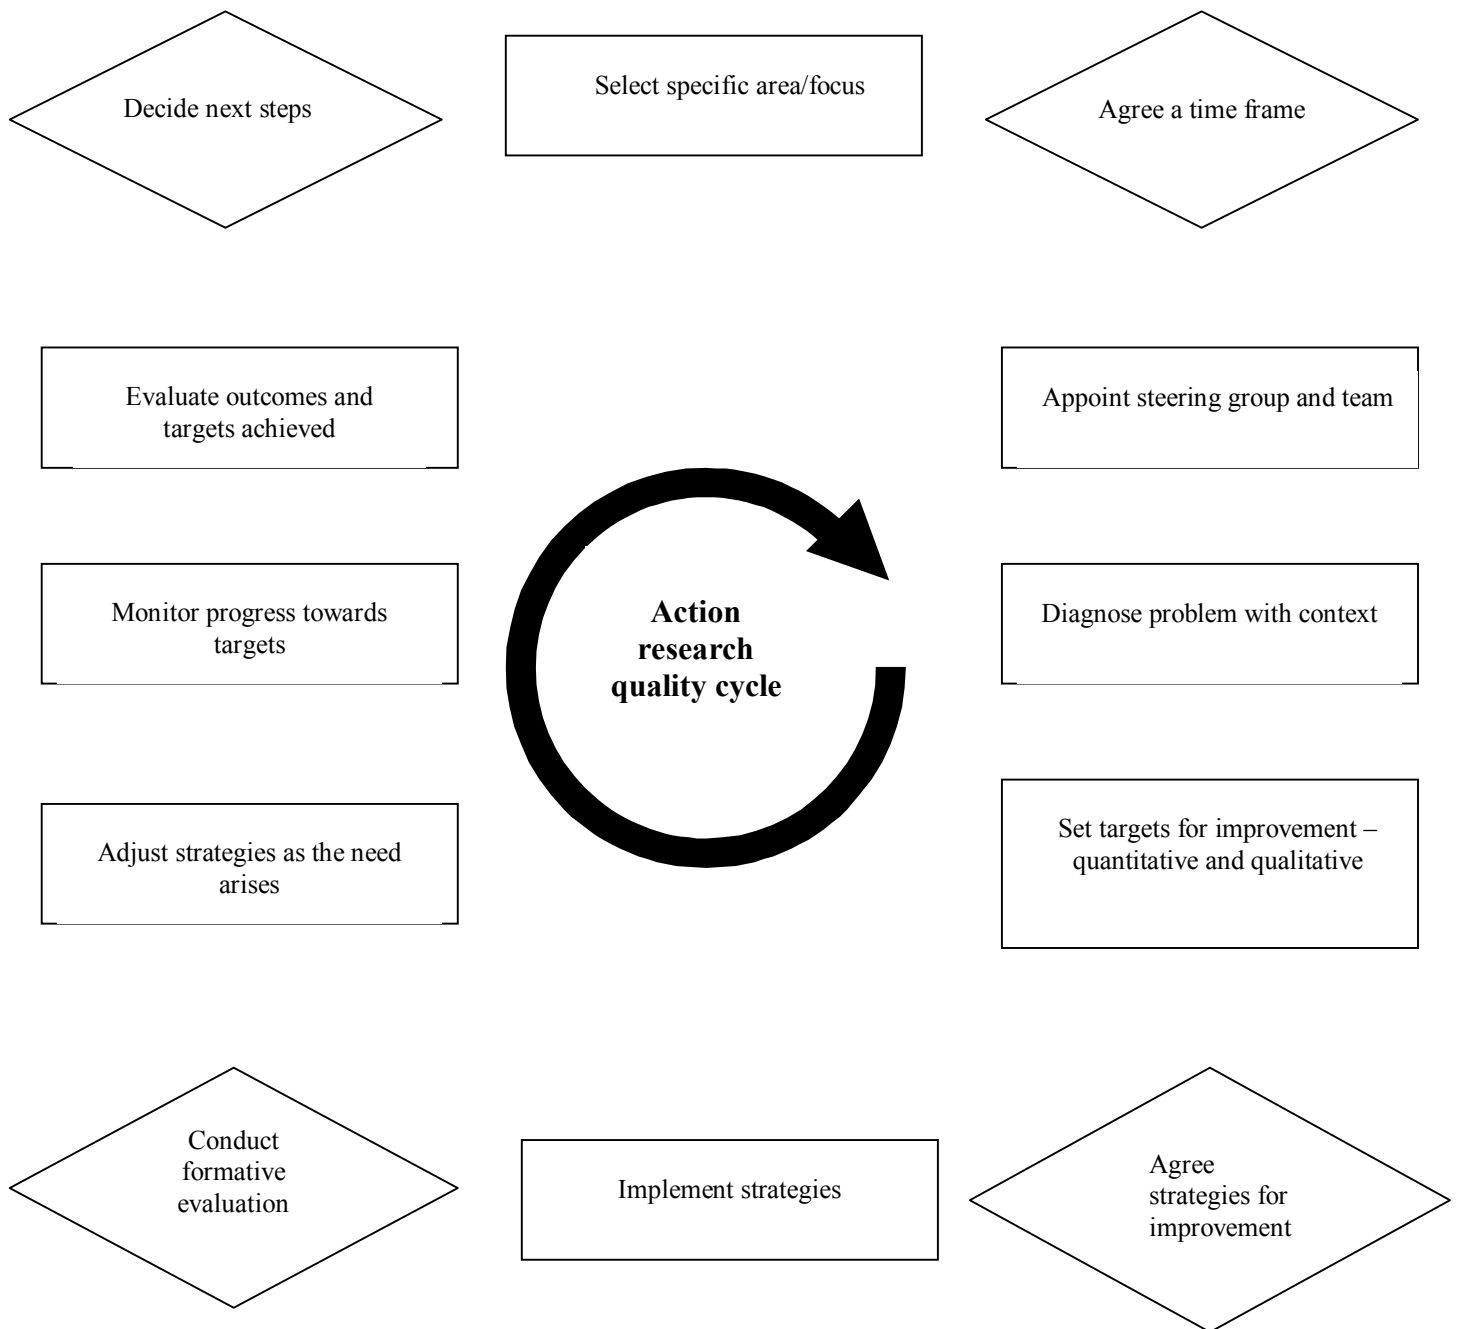 Decide next steps
Select specific area/focus
Agree a time frame
Evaluate outcomes and
targets achieved
Appoint steering group and team
Monitor progress towards
targets
Action
research
quality cycle
Diagnose problem with context
Adjust strategies as the need
arises
Set targets for improvement –
quantitative and qualitative
Conduct
formative
evaluation
Implement strategies
Agree
strategies for
improvement